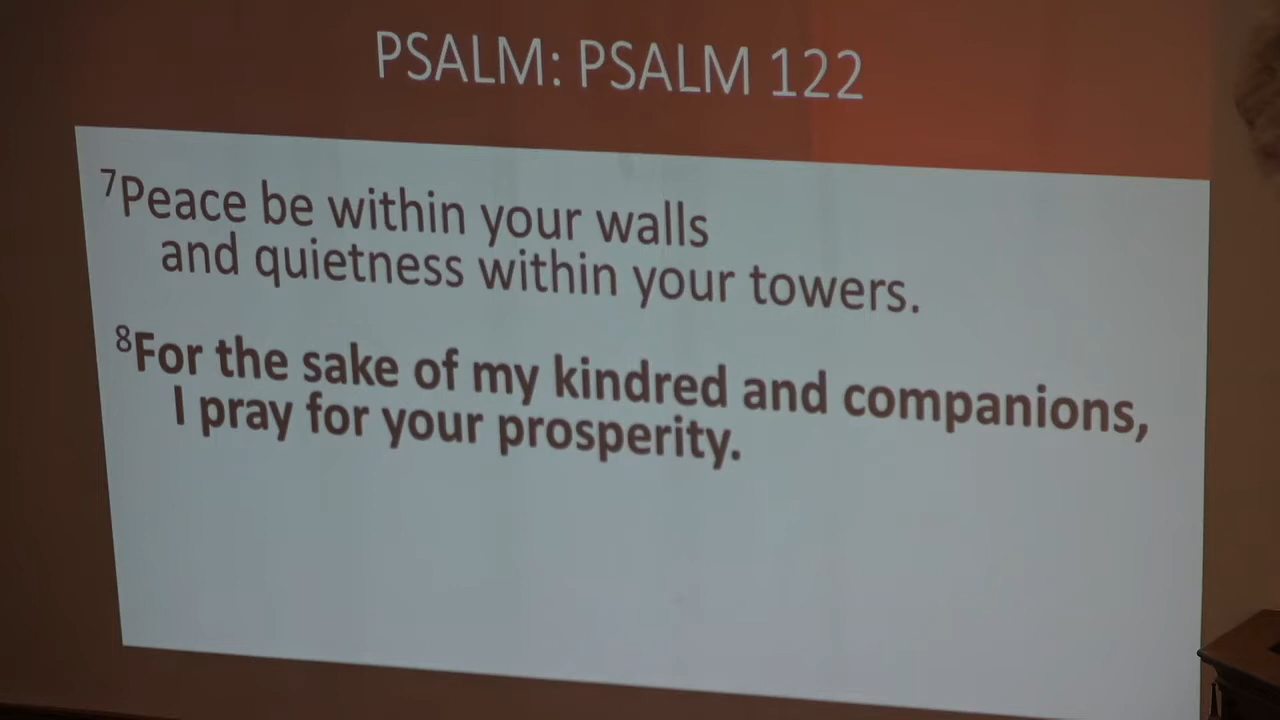 PSALM: PSALM 122
7Peace be within your walls
and quietness within your towers.
8For the sake of my kindred and companions,
I pray for your prosperity.